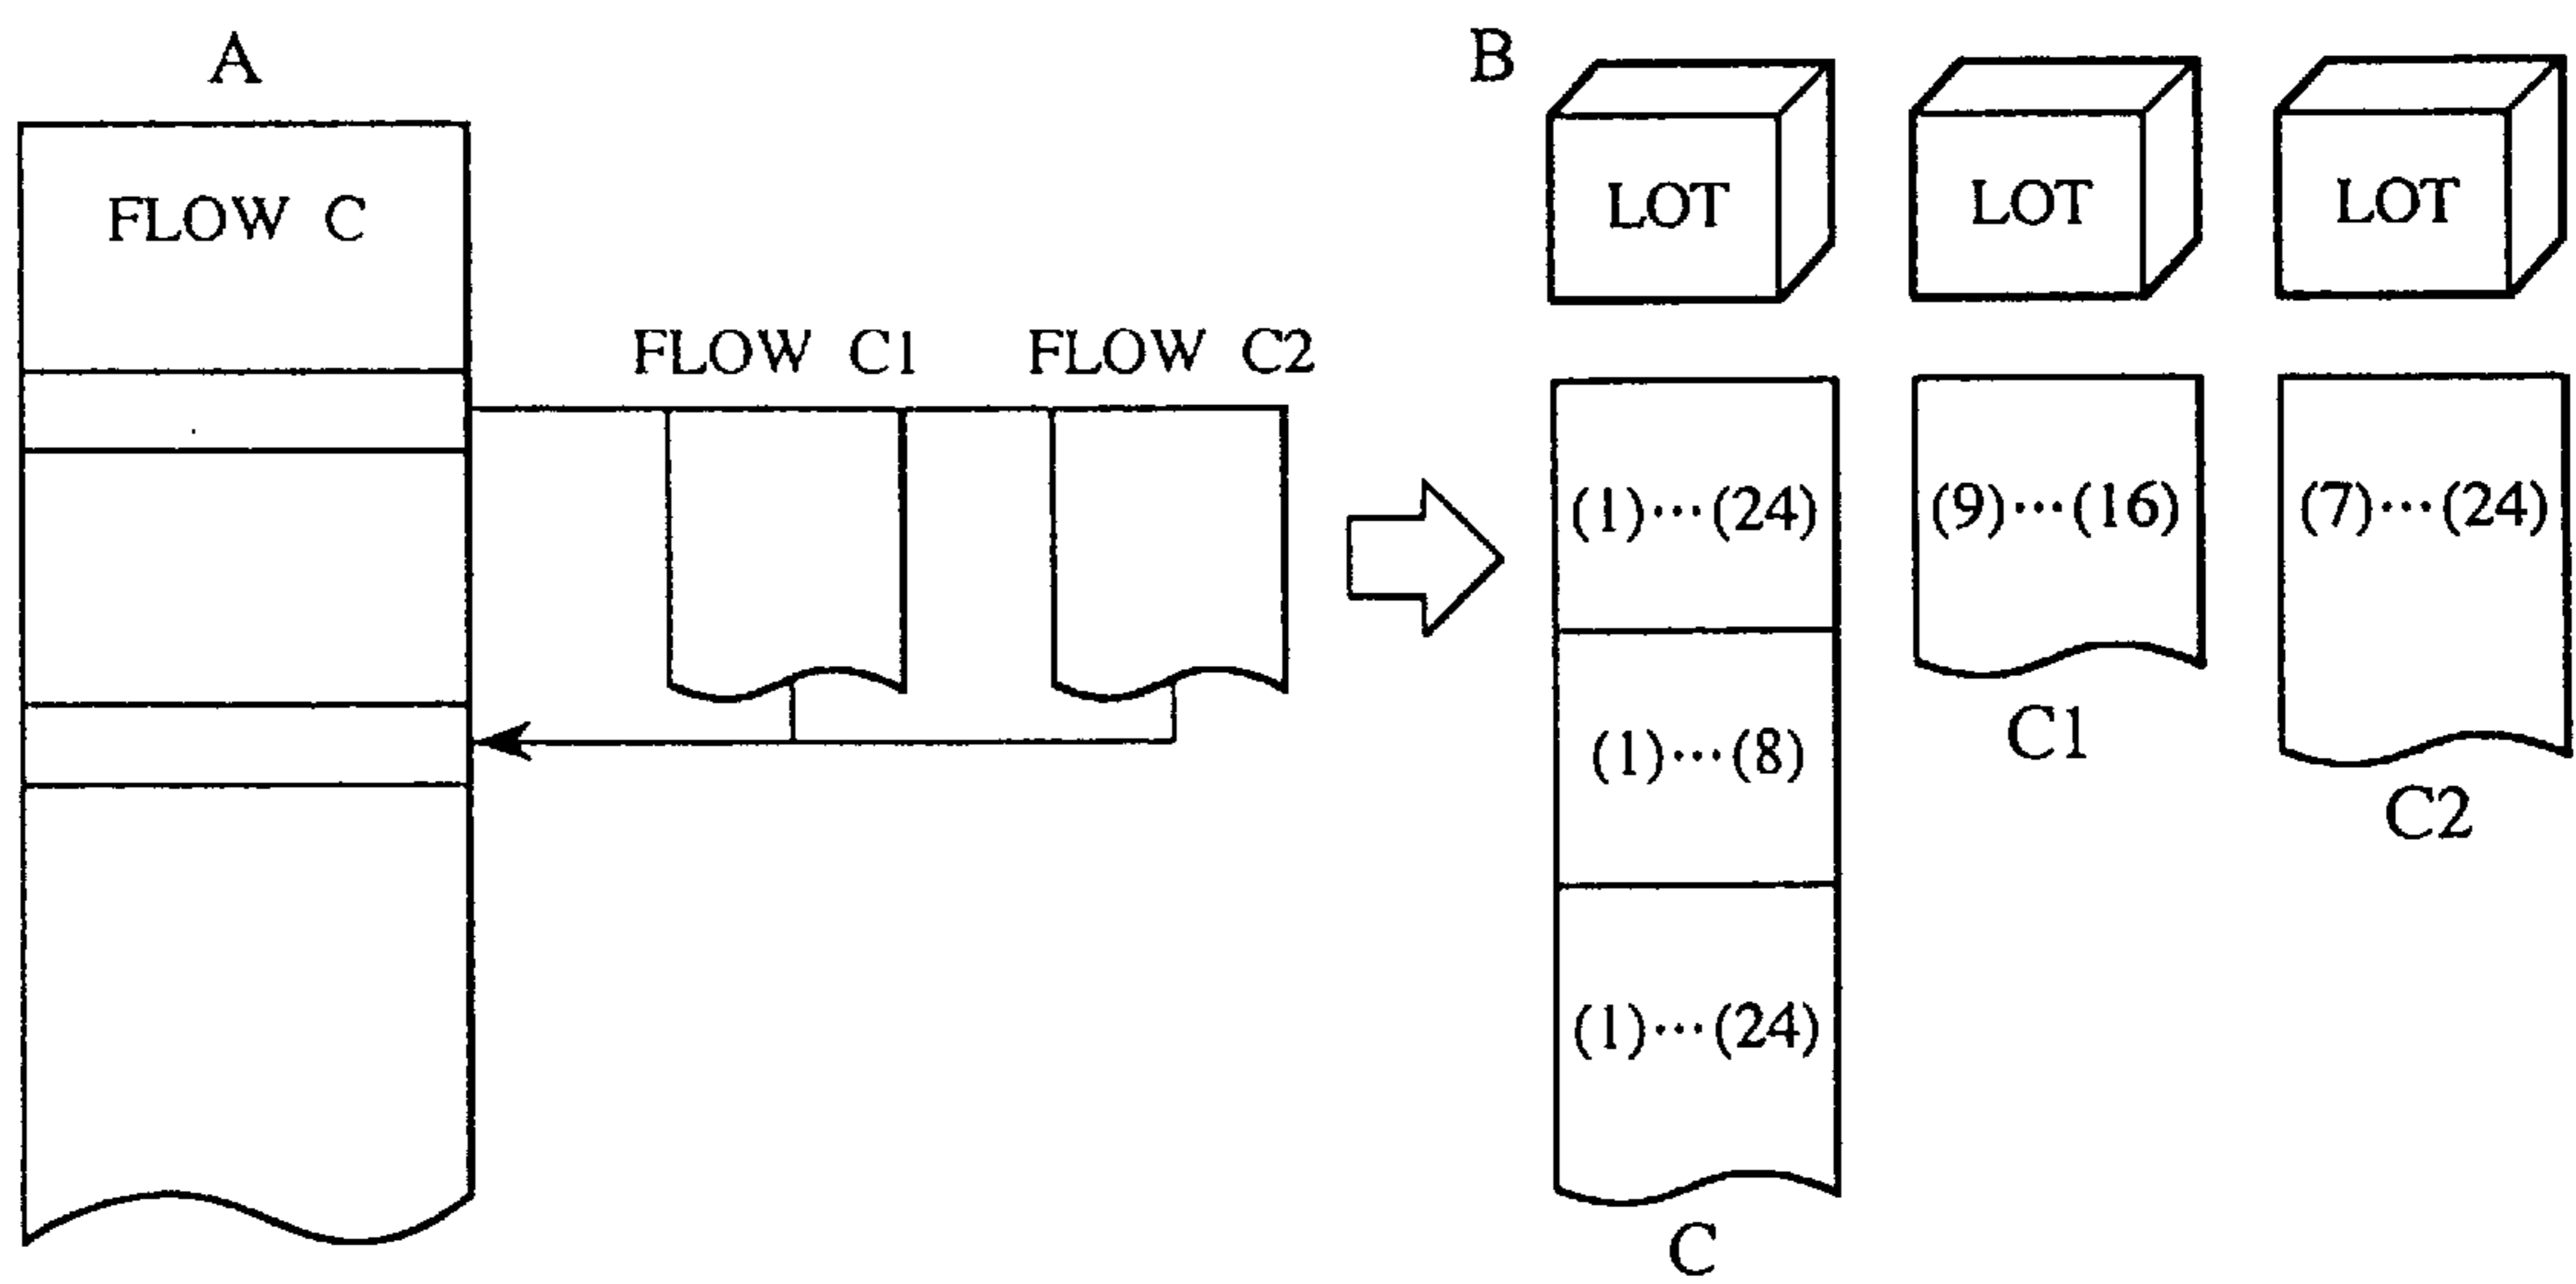 A
FLOW C
FLOW C1
FLOW C2
B
LOT
LOT
LOT
(1)···(24)
(9)···(16)
(7)···(24)
(1)···(8)
(1)···(24)
C1
C2
C